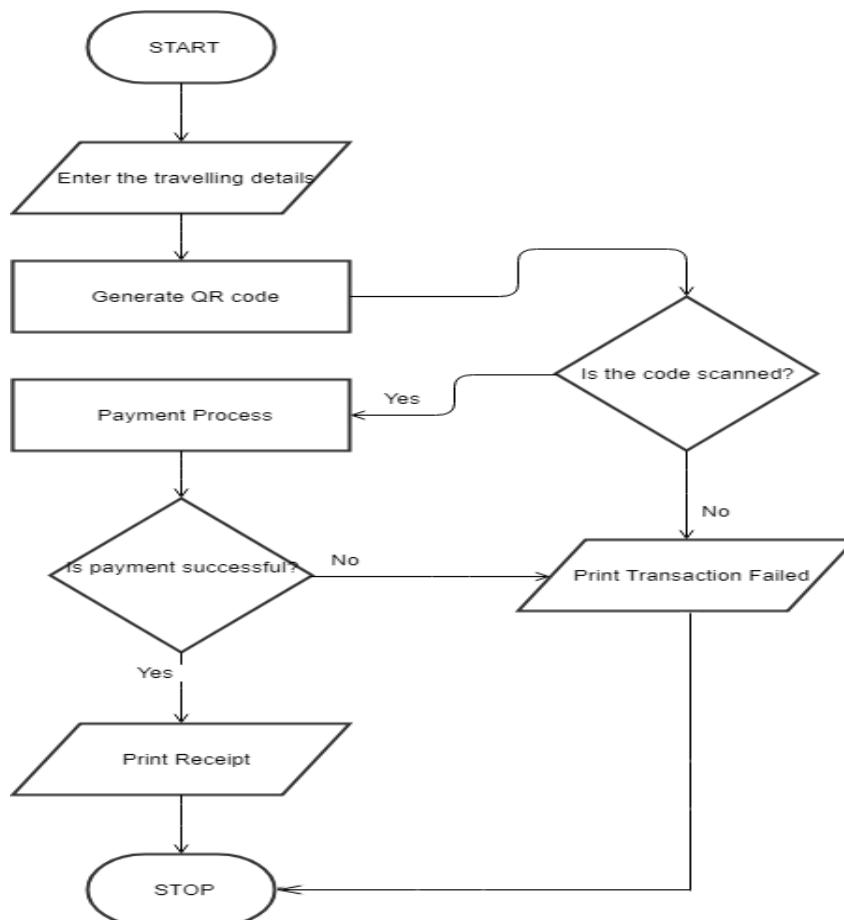 START
Enter the travelling details
Generate QR code
Is the code scanned?
Yes
Payment Process
No
Is payment successful?
No
Print Transaction Failed
Yes
Print Receipt
STOP